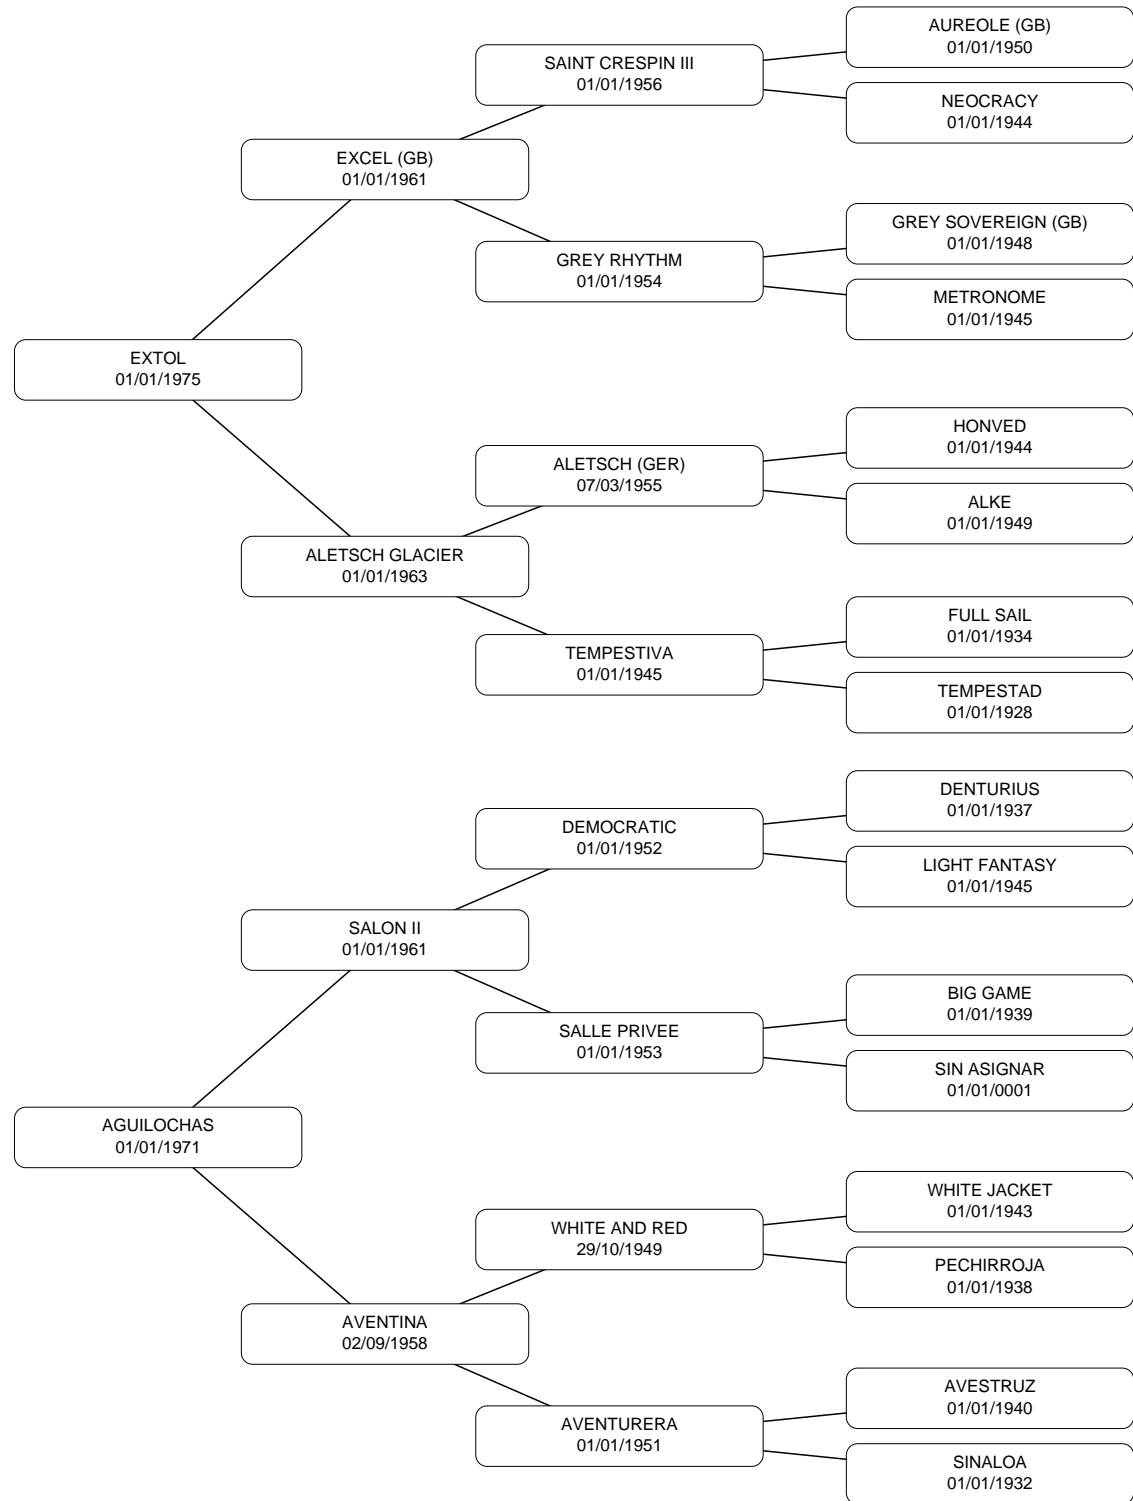 AUREOLE (GB)
01/01/1950
SAINT CRESPIN III
01/01/1956
NEOCRACY
01/01/1944
EXCEL (GB)
01/01/1961
GREY SOVEREIGN (GB)
01/01/1948
GREY RHYTHM
01/01/1954
METRONOME
01/01/1945
EXTOL
01/01/1975
HONVED
01/01/1944
ALETSCH (GER)
07/03/1955
ALKE
01/01/1949
ALETSCH GLACIER
01/01/1963
FULL SAIL
01/01/1934
TEMPESTIVA
01/01/1945
TEMPESTAD
01/01/1928
DENTURIUS
01/01/1937
DEMOCRATIC
01/01/1952
LIGHT FANTASY
01/01/1945
SALON II
01/01/1961
BIG GAME
01/01/1939
SALLE PRIVEE
01/01/1953
SIN ASIGNAR
01/01/0001
AGUILOCHAS
01/01/1971
WHITE JACKET
01/01/1943
WHITE AND RED
29/10/1949
PECHIRROJA
01/01/1938
AVENTINA
02/09/1958
AVESTRUZ
01/01/1940
AVENTURERA
01/01/1951
SINALOA
01/01/1932